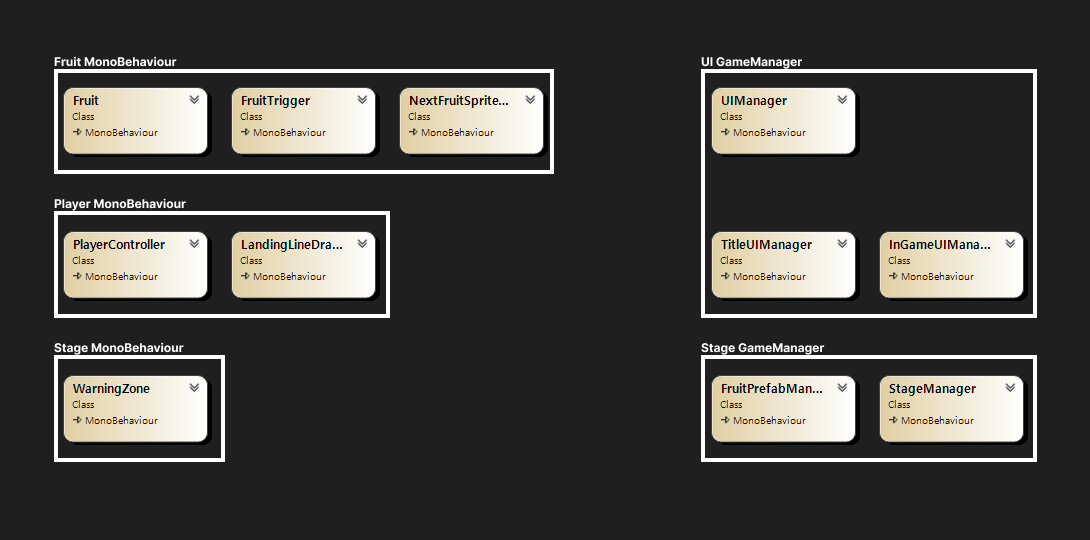 Fruit MonoBehaviour
Fruit
Class
MonoBehaviour
FruitTrigger
Class
MonoBehaviour
NextFruitSprite...
Class
MonoBehaviour
Player MonoBehaviour
PlayerController
Class
MonoBehaviour
LandingLineDra...
Class
MonoBehaviour
Stage MonoBehaviour
WarningZone
Class
MonoBehaviour
UI GameManager
UIManager
Class
MonoBehaviour
TitleUIManager
Class
MonoBehaviour
InGameUIMana...
Class
MonoBehaviour
Stage GameManager
FruitPrefabMan...
Class
MonoBehaviour
StageManager
Class
MonoBehaviour